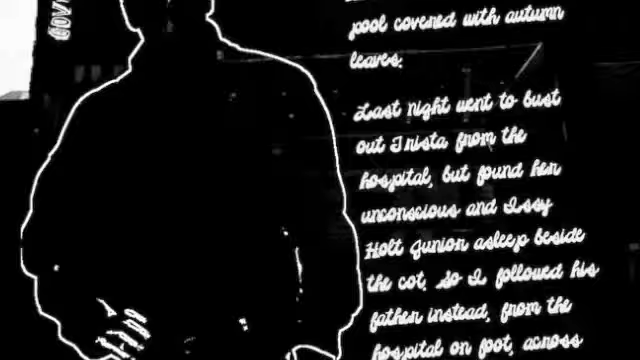 pool covered with autumn
leaves.
Last night went to bust
out Trista from the
hospital, but found her
unconscious and Issy
Holt Junior asleep beside
the cot. So I followed his
father instead, from the
hospital on foot, across